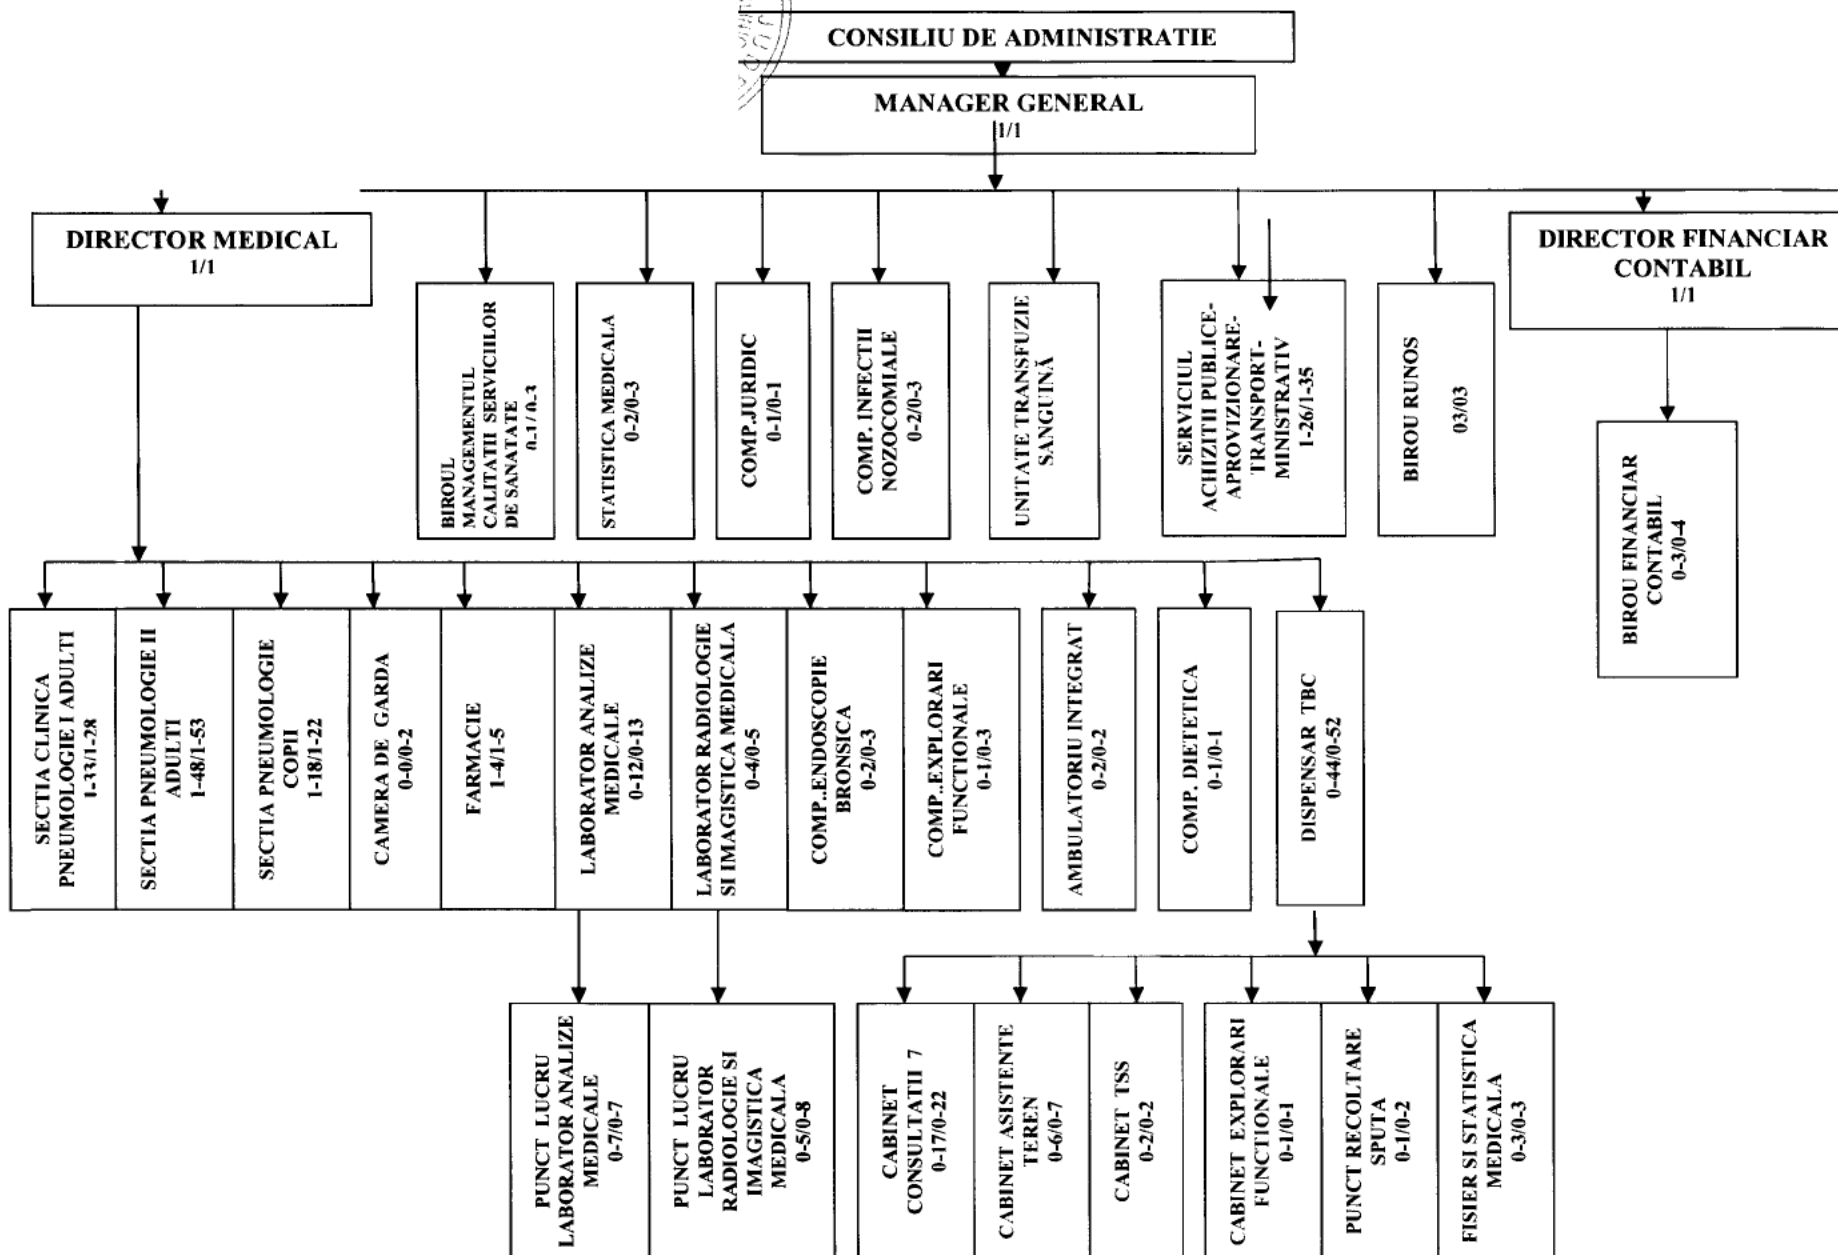 CONSILIU DE ADMINISTRATIE
MANAGER GENERAL
1/1
DIRECTOR MEDICAL
1/1
BIROUL
MANAGEMENTUL
CALITATII SERVICIILOR
DE SANATATE
0-1/0-3
STATISTICA MEDICALA
0-2/0-3
COMP.JURIDIC
0-1/0-1
COMP. INFECTII
NOZOCOMIALE
0-2/0-3
UNITATE TRANSFUZIE
SANGUINĂ
SERVICIUL
ACHIZITII PUBLICE-
APROVIZIONARE-
TRANSPORT-
MINISTRATIV
1-26/1-35
BIROU RUNOS
03/03
DIRECTOR FINANCIAR
CONTABIL
1/1
BIROU FINANCIAR
CONTABIL
0-3/0-4
SECTIA CLINICA
PNEUMOLOGIE I ADULTI
1-33/1-28
SECTIA PNEUMOLOGIE II
ADULTI
1-48/1-53
SECTIA PNEUMOLOGIE
COPII
1-18/1-22
CAMERA DE GARDA
0-0/0-2
FARMACIE
1-4/1-5
LABORATOR ANALIZE
MEDICALE
0-12/0-13
LABORATOR RADIOLOGIE
SI IMAGISTICA MEDICALA
0-4/0-5
COMP..ENDOSCOPIE
BRONSICA
0-2/0-3
COMP..EXPLORARI
FUNCTIONALE
0-1/0-3
AMBULATORIU INTEGRAT
0-2/0-2
COMP. DIETETICA
0-1/0-1
DISPENSAR TBC
0-44/0-52
PUNCT LUCRU
LABORATOR ANALIZE
MEDICALE
0-7/0-7
PUNCT LUCRU
LABORATOR
RADIOLOGIE SI
IMAGISTICA
MEDICALA
0-5/0-8
CABINET
CONSULTATII 7
0-17/0-22
CABINET ASISTENTE
TEREN
0-6/0-7
CABINET TSS
0-2/0-2
CABINET EXPLORARI
FUNCTIONALE
0-1/0-1
PUNCT RECOLTARE
SPUTA
0-1/0-2
FISIER SI STATISTICA
MEDICALA
0-3/0-3